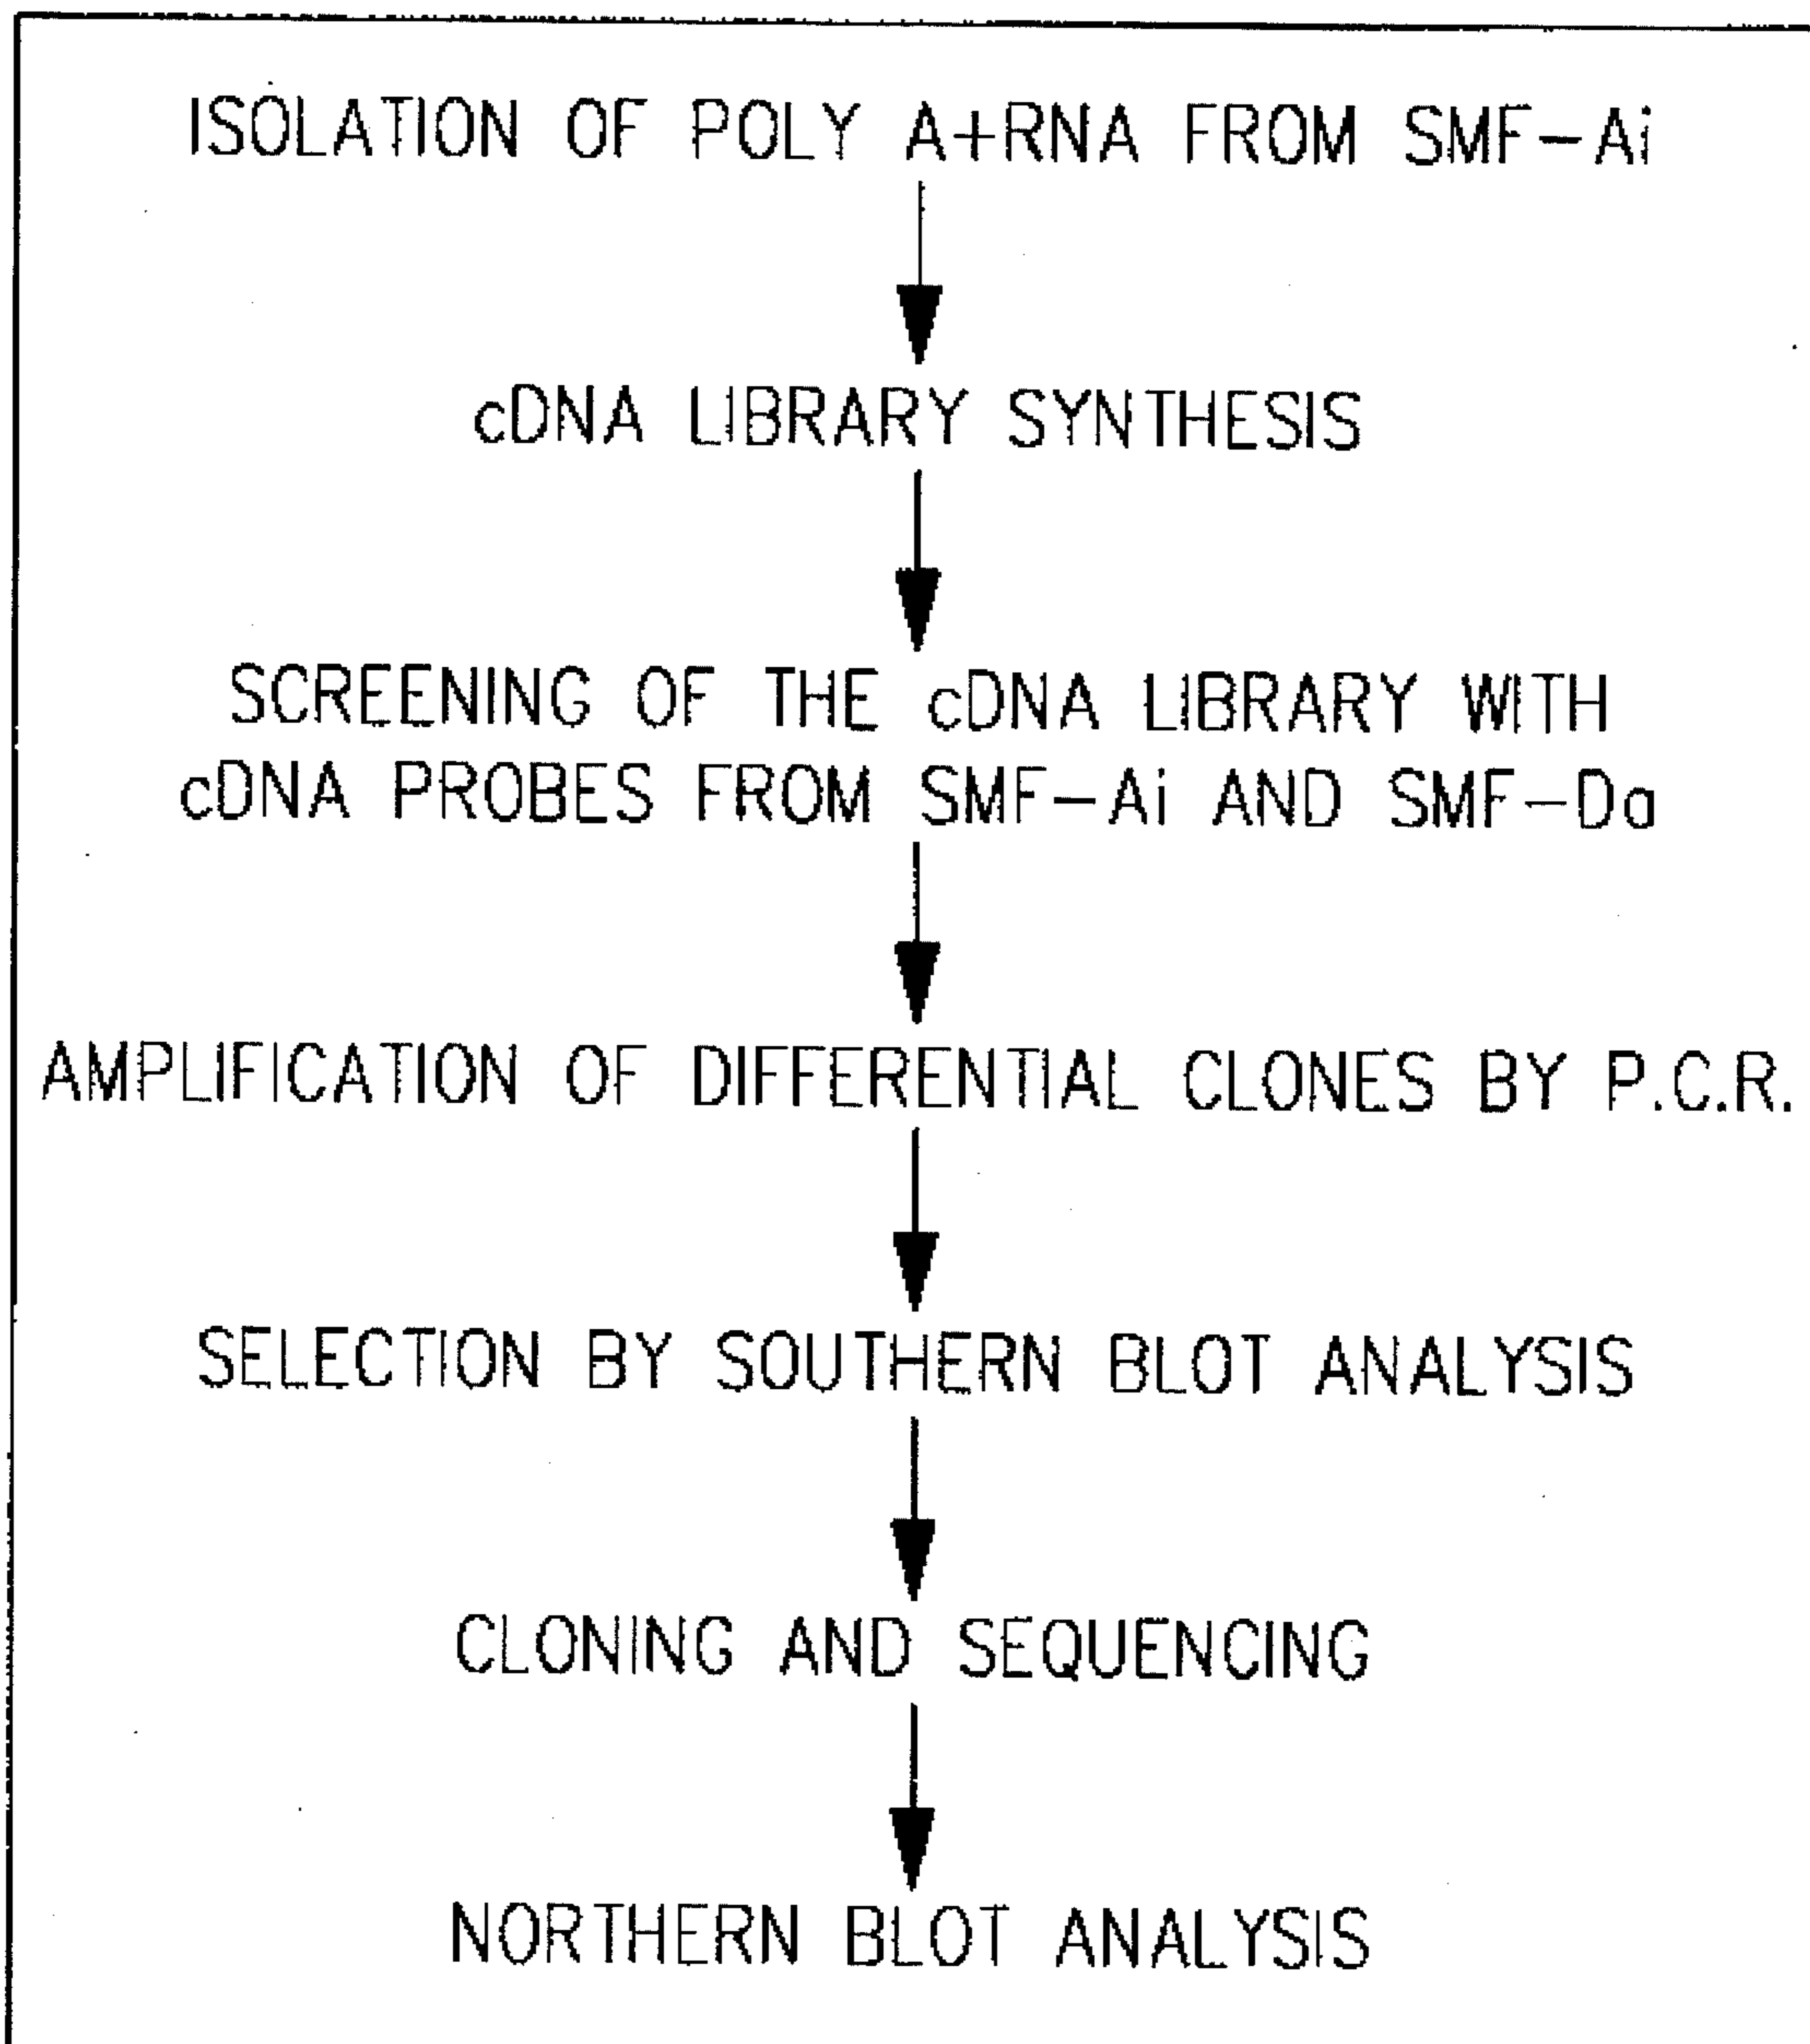 ISOLATION OF POLY A+RNA FROM SMF-Ai
cDNA LIBRARY SYNTHESIS
SCREENING OF THE cDNA LIBRARY WITH
cDNA PROBES FROM SMF-Ai AND SMF-Da
AMPLIFICATION OF DIFFERENTIAL CLONES BY P.C.R.
SELECTION BY SOUTHERN BLOT ANALYSIS
CLONING AND SEQUENCING
NORTHERN BLOT ANALYSIS